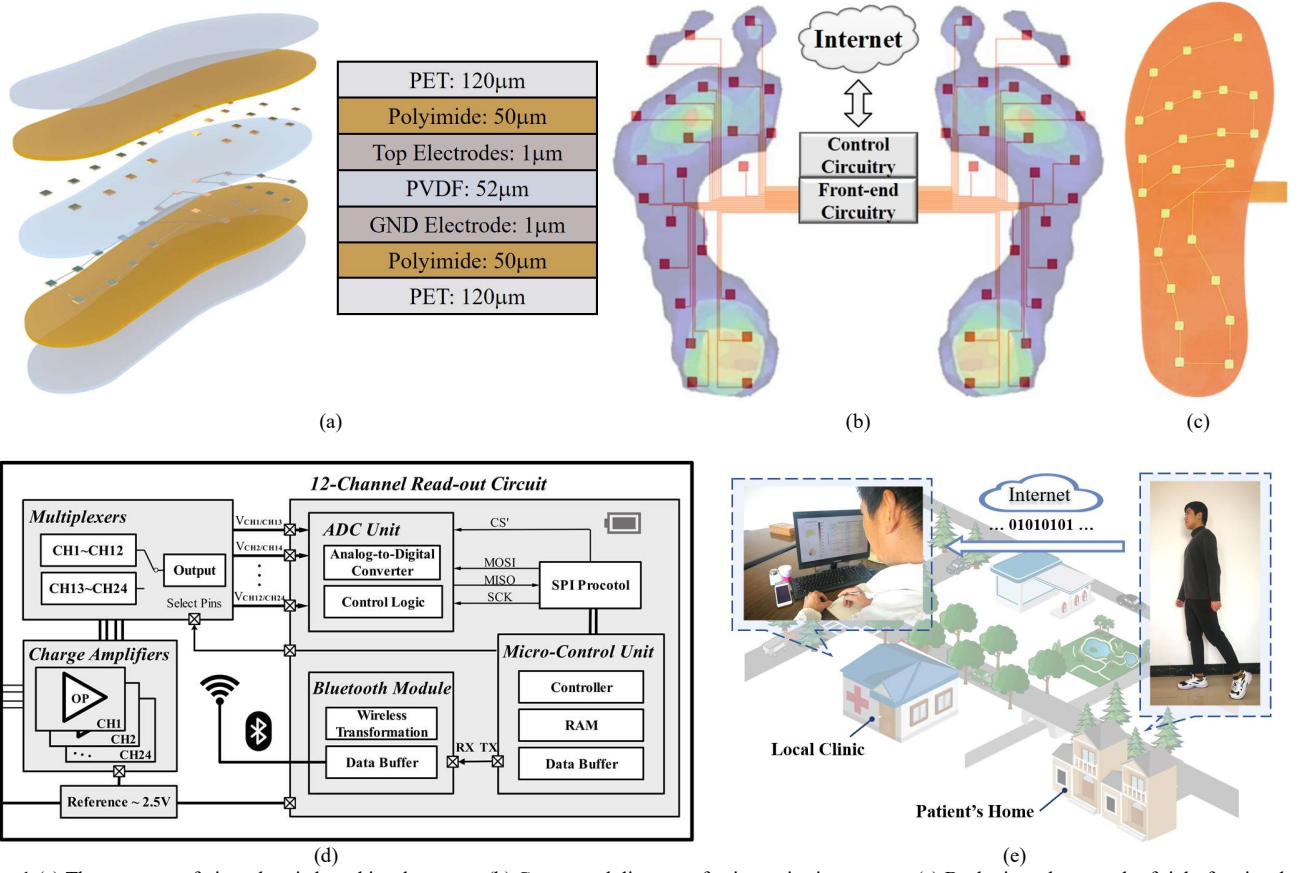 PET: 120μm
Polyimide: 50μm
Top Electrodes: 1μm
PVDF: 52μm
GND Electrode: 1μm
Polyimide: 50μm
PET: 120μm
(a)
Internet
Control
Circuitry
Front-end
Circuitry
(b)
(c)
12-Channel Read-out Circuit
Multiplexers
CH1~CH12
CH13~CH24
Output
Select Pins
VCH1/CH13
VCH2/CH14
VCH12/CH24
ADC Unit
Analog-to-Digital
Converter
Control Logic
CS'
MOSI
MISO
SCK
SPI Procotol
Charge Amplifiers
OP
CH1
CH2
...
CH24
Reference ~ 2.5V
Bluetooth Module
Wireless
Transformation
Data Buffer
RX TX
Micro-Control Unit
Controller
RAM
Data Buffer
(d)
Internet
... 01010101 ...
Local Clinic
Patient's Home
(e)